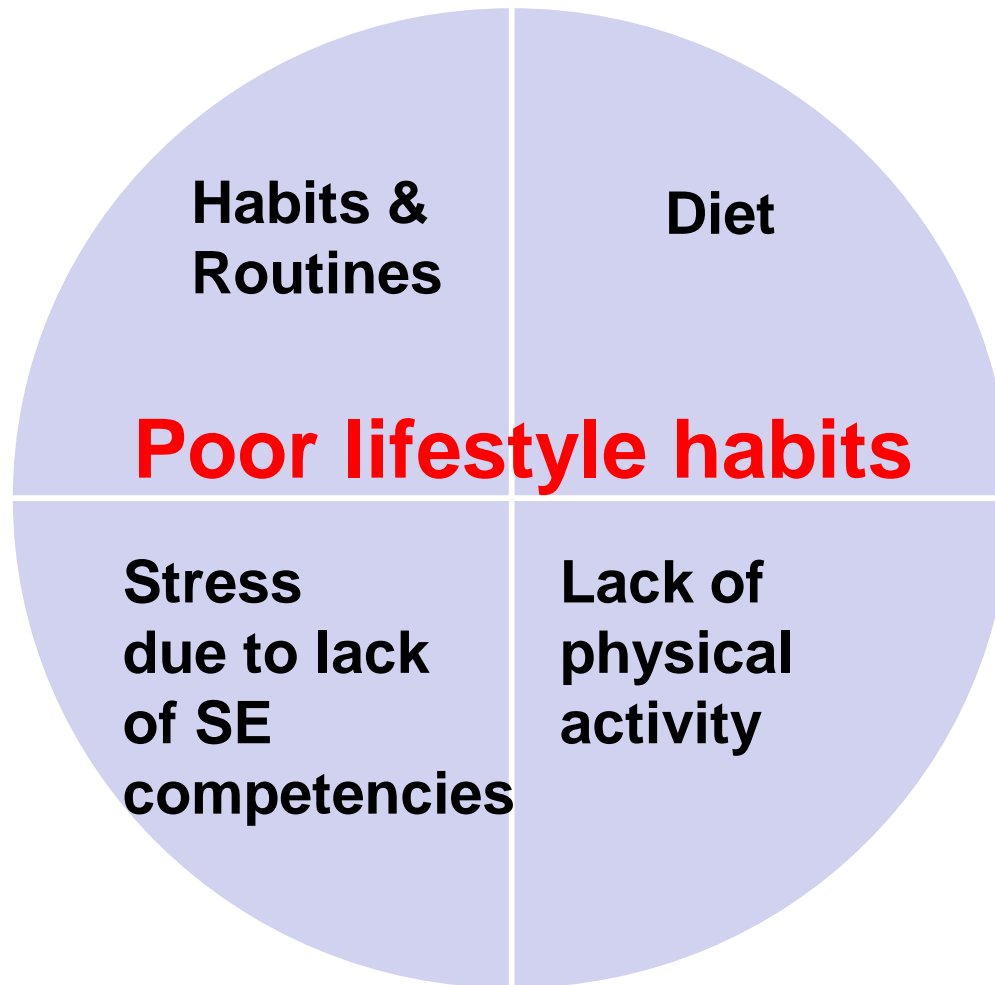 Habits &
Routines
Diet
Poor lifestyle habits
Stress
due to lack
of SE
competencies
Lack of
physical
activity